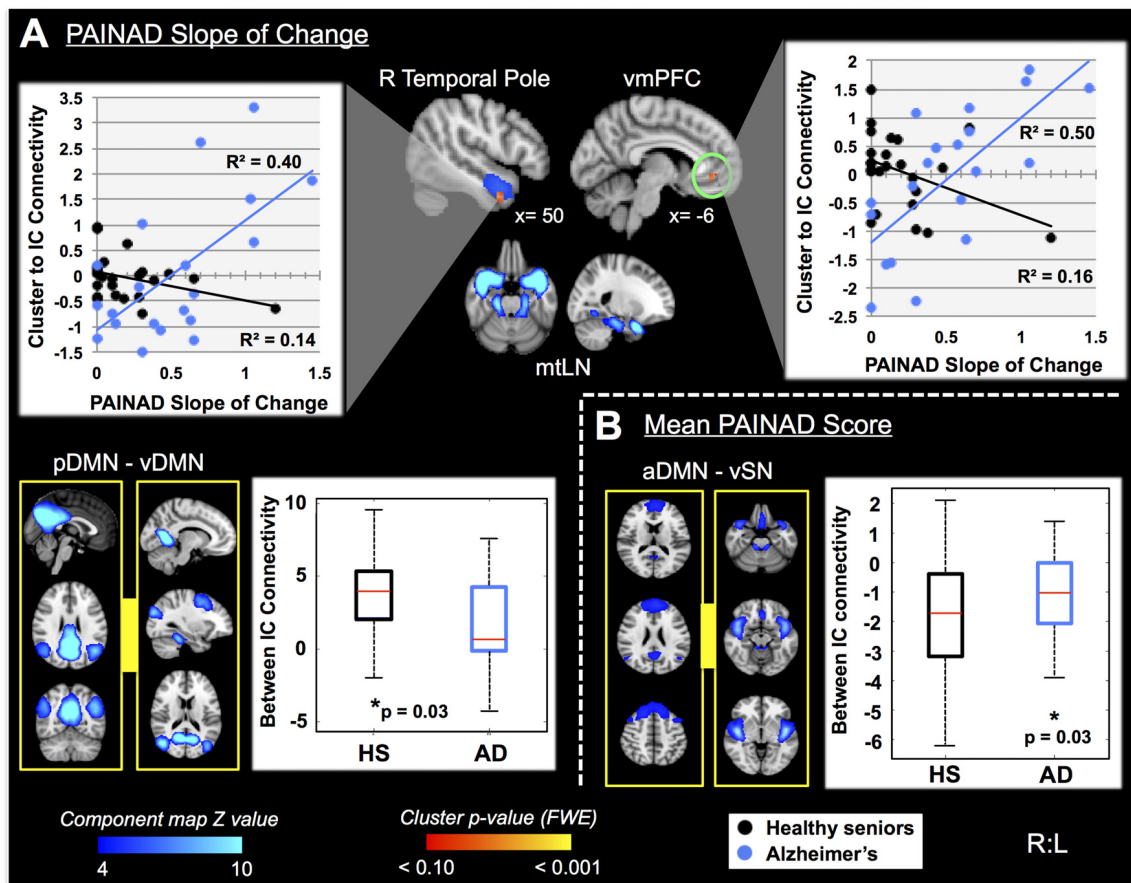 A PAINAD Slope of Change
R Temporal Pole
vmPFC
3.5
3
2.5
2
1.5
1
0.5
0
-0.5
-1
-1.5
Cluster to IC Connectivity
R² = 0.40
R² = 0.14
0 0.5 1 1.5
PAINAD Slope of Change
x= 50
x= -6
mtLN
2
1.5
1
0.5
0
-0.5
-1
-1.5
-2
-2.5
Cluster to IC Connectivity
R² = 0.50
R² = 0.16
0 0.5 1 1.5
PAINAD Slope of Change
pDMN - vDMN
10
5
0
-5
Between IC Connectivity
*p = 0.03
HS AD
B Mean PAINAD Score
aDMN - vSN
2
1
0
-1
-2
-3
-4
-5
-6
Between IC connectivity
*
p = 0.03
HS AD
Component map Z value
4 10
Cluster p-value (FWE)
< 0.10 < 0.001
Healthy seniors
Alzheimer's
R:L